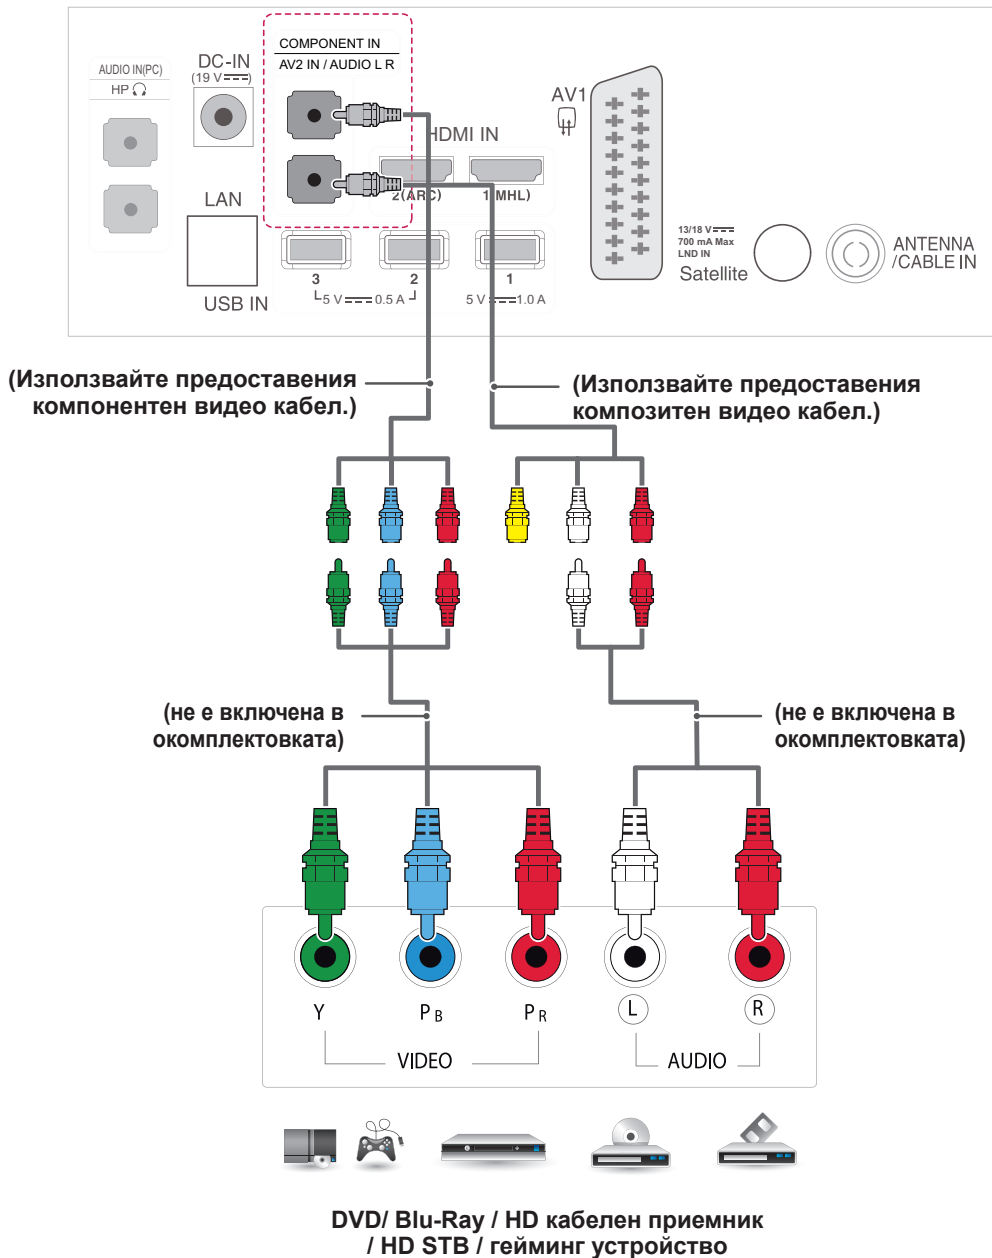 COMPONENT IN
AV2 IN / AUDIO L R
AUDIO IN(PC)
HP
DC-IN
(19 V)
AV1
HDMI IN
2(ARC)
1(MHL)
LAN
USB IN
3
2
1
5 V 0.5 A
5 V 1.0 A
13/18 V
700 mA Max
LND IN
Satellite
ANTENNA
/CABLE IN
(Използвайте предоставения
компонентен видео кабел.)
(Използвайте предоставения
композитен видео кабел.)
(не е включена в
окомплектовката)
(не е включена в
окомплектовката)
Y
PB
PR
L
R
VIDEO
AUDIO
DVD/ Blu-Ray / HD кабелен приемник
/ HD STB / гейминг устройство